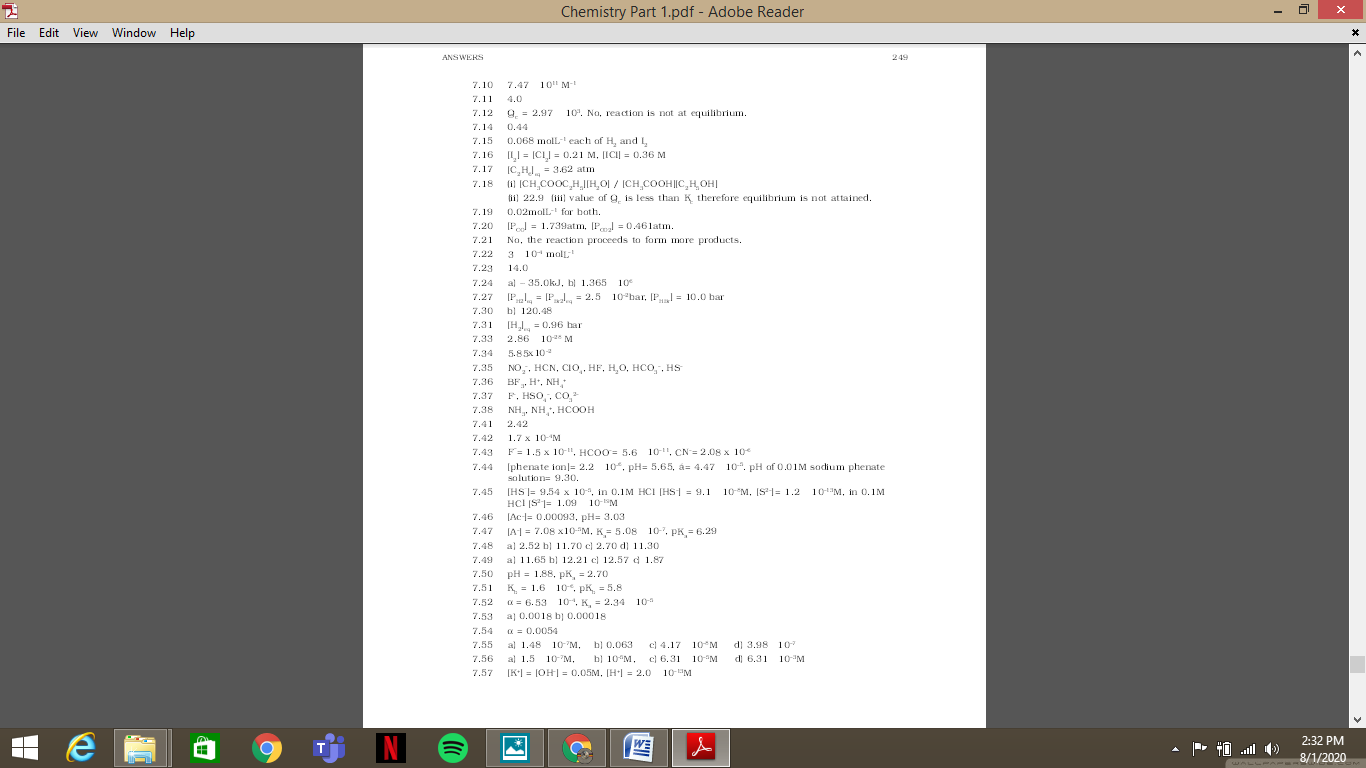 Chemistry Part 1.pdf - Adobe Reader
File Edit View Window Help
ANSWERS 249
7.10 7.47 10¹¹ M⁻¹
7.11 4.0
7.12 Q꜀ = 2.97 10³. No, reaction is not at equilibrium.
7.14 0.44
7.15 0.068 molL⁻¹ each of H₂ and I₂
7.16 [I₂] = [Cl₂] = 0.21 M, [ICl] = 0.36 M
7.17 [C₂H₆]eq = 3.62 atm
7.18 (i) [CH₃COOC₂H₅][H₂O] / [CH₃COOH][C₂H₅OH]
(ii) 22.9 (iii) value of Q꜀ is less than K꜀ therefore equilibrium is not attained.
7.19 0.02molL⁻¹ for both.
7.20 [PCO] = 1.739atm, [PCO2] = 0.461atm.
7.21 No, the reaction proceeds to form more products.
7.22 3 10⁻⁴ molL⁻¹
7.23 14.0
7.24 a) – 35.0kJ, b) 1.365 10⁶
7.27 [PH2]eq = [PBr2]eq = 2.5 10⁻²bar, [PHBr] = 10.0 bar
7.30 b) 120.48
7.31 [H₂]eq = 0.96 bar
7.33 2.86 10⁻²⁸ M
7.34 5.85x10⁻²
7.35 NO₂⁻, HCN, ClO₄, HF, H₂O, HCO₃⁻, HS⁻
7.36 BF₃, H⁺, NH₄⁺
7.37 F⁻, HSO₄⁻, CO₃²⁻
7.38 NH₃, NH₄⁺, HCOOH
7.41 2.42
7.42 1.7 x 10⁻⁴M
7.43 F⁻= 1.5 x 10⁻¹¹, HCOO⁻= 5.6 10⁻¹¹, CN⁻= 2.08 x 10⁻⁶
7.44 [phenate ion]= 2.2 10⁻⁶, pH= 5.65, á= 4.47 10⁻⁵. pH of 0.01M sodium phenate
solution= 9.30.
7.45 [HS⁻]= 9.54 x 10⁻⁵, in 0.1M HCl [HS⁻] = 9.1 10⁻⁸M, [S²⁻]= 1.2 10⁻¹³M, in 0.1M
HCl [S²⁻]= 1.09 10⁻¹⁹M
7.46 [Ac⁻]= 0.00093, pH= 3.03
7.47 [A⁻] = 7.08 x10⁻⁵M, Kₐ= 5.08 10⁻⁷, pKₐ= 6.29
7.48 a) 2.52 b) 11.70 c) 2.70 d) 11.30
7.49 a) 11.65 b) 12.21 c) 12.57 c) 1.87
7.50 pH = 1.88, pKₐ = 2.70
7.51 Kb = 1.6 10⁻⁶, pKb = 5.8
7.52 α = 6.53 10⁻⁴, Kₐ = 2.34 10⁻⁵
7.53 a) 0.0018 b) 0.00018
7.54 α = 0.0054
7.55 a) 1.48 10⁻⁷M, b) 0.063 c) 4.17 10⁻⁸M d) 3.98 10⁻⁷
7.56 a) 1.5 10⁻⁷M, b) 10⁻⁵M, c) 6.31 10⁻⁵M d) 6.31 10⁻³M
7.57 [K⁺] = [OH⁻] = 0.05M, [H⁺] = 2.0 10⁻¹³M
2:32 PM
8/1/2020